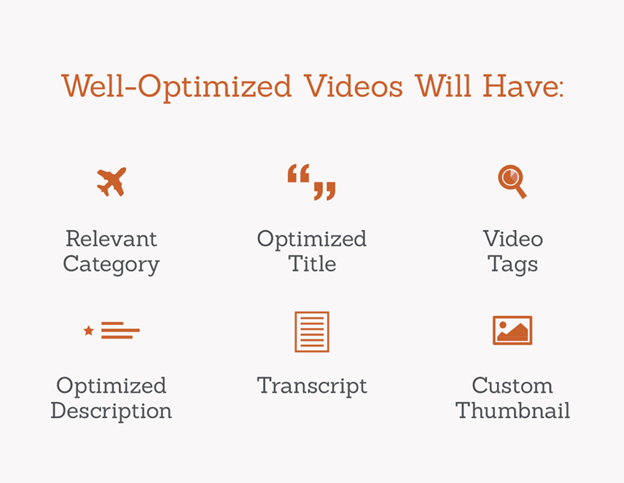 Well-Optimized Videos Will Have:
Relevant
Category
Optimized
Title
Video
Tags
Optimized
Description
Transcript
Custom
Thumbnail